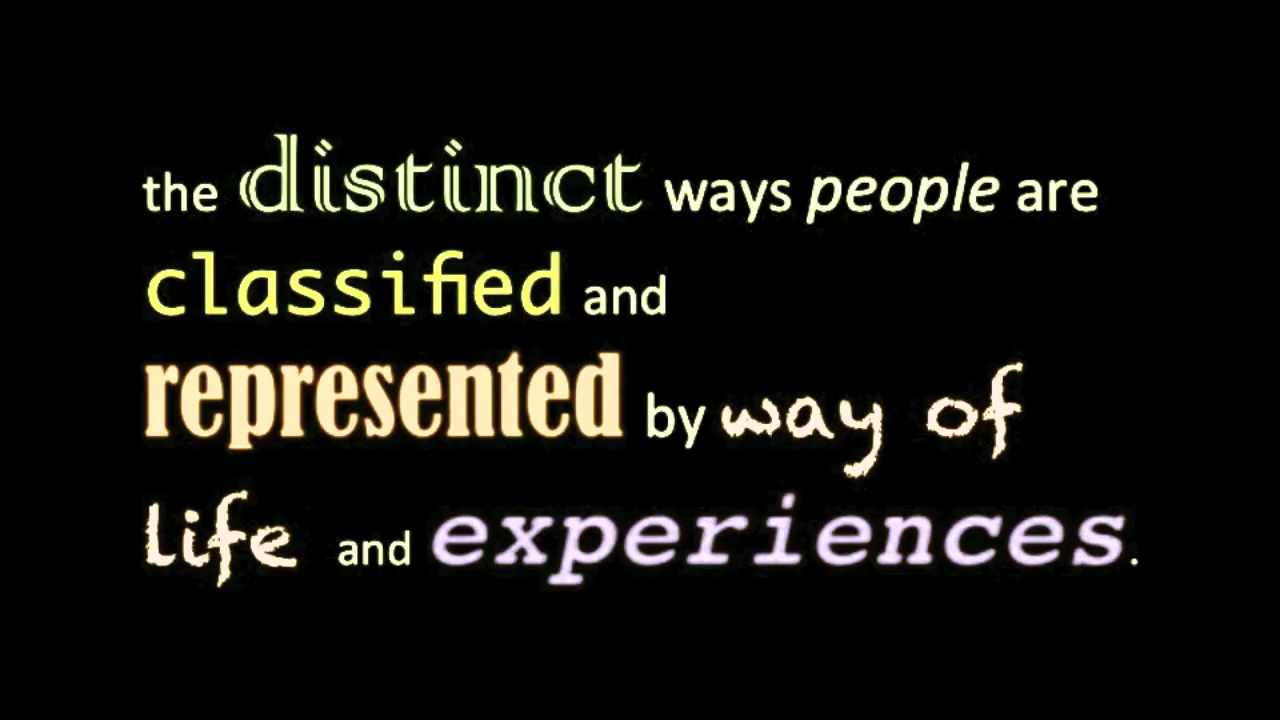 the distinct ways people are
classified and
represented by way of
life and experiences.